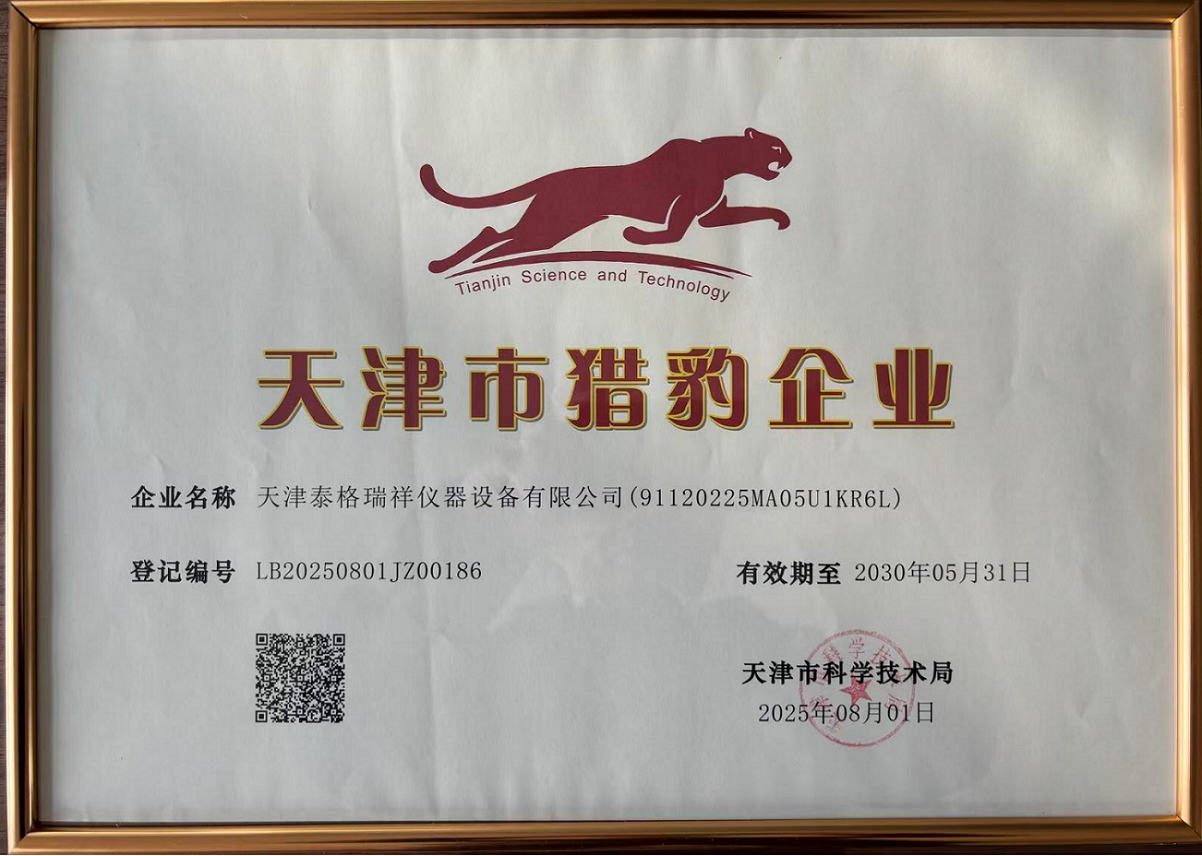 Tianjin Science and Technology
天津市猎豹企业
企业名称 天津泰格瑞祥仪器设备有限公司(91120225MA05U1KR6L)
登记编号 LB20250801JZ00186 有效期至 2030年05月31日
天津市科学技术局
2025年08月01日